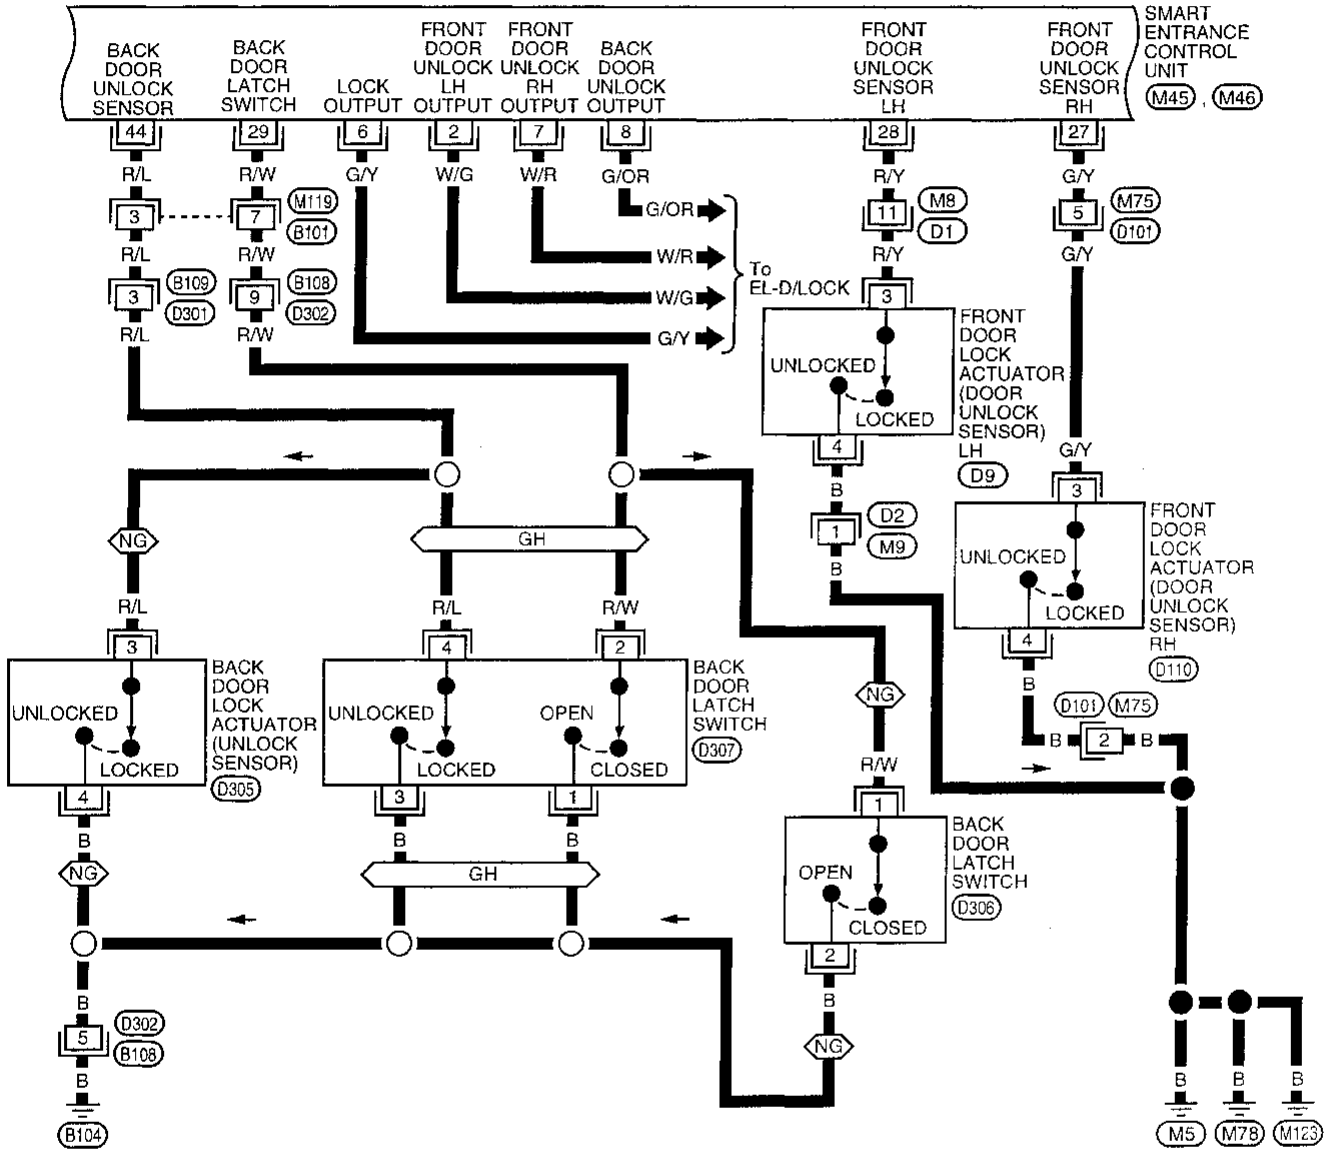 SMART
ENTRANCE
CONTROL
UNIT
M45 , M46
BACK
DOOR
UNLOCK
SENSOR
BACK
DOOR
LATCH
SWITCH
LOCK
OUTPUT
FRONT
DOOR
UNLOCK
LH
OUTPUT
FRONT
DOOR
UNLOCK
RH
OUTPUT
BACK
DOOR
UNLOCK
OUTPUT
FRONT
DOOR
UNLOCK
SENSOR
LH
FRONT
DOOR
UNLOCK
SENSOR
RH
44 29 6 2 7 8 28 27
R/L R/W G/Y W/G W/R G/OR R/Y G/Y
3 7 M119
B101
G/OR
11 M8
D1
5 M75
D101
R/L R/W R/Y G/Y
W/R
W/G
G/Y
To
EL-D/LOCK
3 B109
D301
9 B108
D302
R/L R/W
3
UNLOCKED
LOCKED
4
FRONT
DOOR
LOCK
ACTUATOR
(DOOR
UNLOCK
SENSOR)
LH
D9
B
1 D2
M9
B
G/Y
3
UNLOCKED
LOCKED
4
FRONT
DOOR
LOCK
ACTUATOR
(DOOR
UNLOCK
SENSOR)
RH
D110
B
D101 M75
B 2 B
NG
GH
R/L R/L R/W
3
UNLOCKED
LOCKED
4
BACK
DOOR
LOCK
ACTUATOR
(UNLOCK
SENSOR)
D305
4 2
UNLOCKED
LOCKED
OPEN
CLOSED
3 1
BACK
DOOR
LATCH
SWITCH
D307
NG
R/W
1
OPEN
CLOSED
2
BACK
DOOR
LATCH
SWITCH
D306
B B B
NG
GH
B
NG
B
5 D302
B108
B
B104
B B B
M5 M78 M123